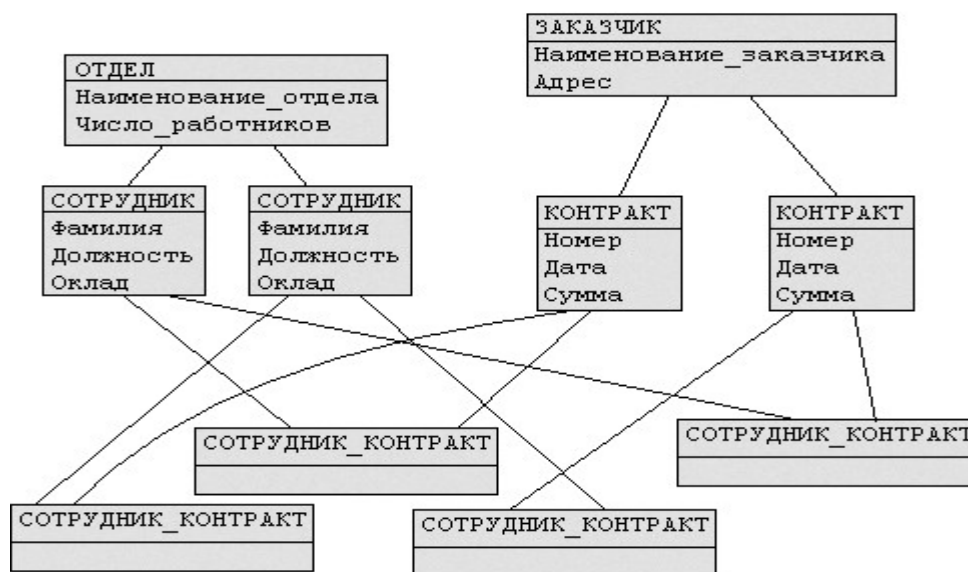 ЗАКАЗЧИК
Наименование_заказчика
Адрес
ОТДЕЛ
Наименование_отдела
Число_работников
СОТРУДНИК
Фамилия
Должность
Оклад
СОТРУДНИК
Фамилия
Должность
Оклад
КОНТРАКТ
Номер
Дата
Сумма
КОНТРАКТ
Номер
Дата
Сумма
СОТРУДНИК_КОНТРАКТ
СОТРУДНИК_КОНТРАКТ
СОТРУДНИК_КОНТРАКТ
СОТРУДНИК_КОНТРАКТ